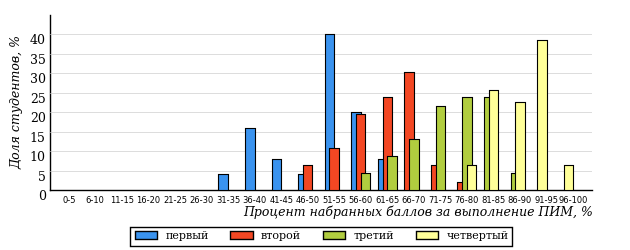 Доля студентов, %
40
35
30
25
20
15
10
5
0
0-5 6-10 11-15 16-20 21-25 26-30 31-35 36-40 41-45 46-50 51-55 56-60 61-65 66-70 71-75 76-80 81-85 86-90 91-95 96-100
Процент набранных баллов за выполнение ПИМ, %
первый второй третий четвертый